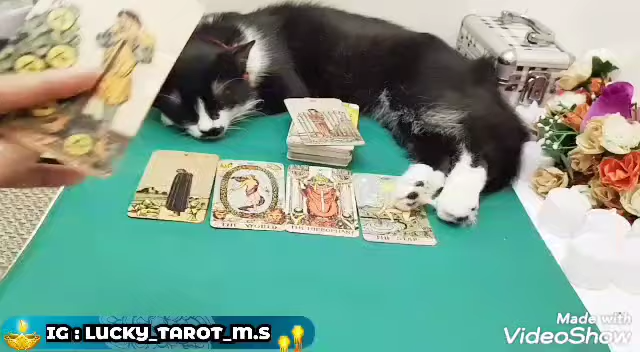 THE WORLD
THE HIEROPHANT
THE STAR
IG : LUCKY_TAROT_M.S
Made with
VideoShow